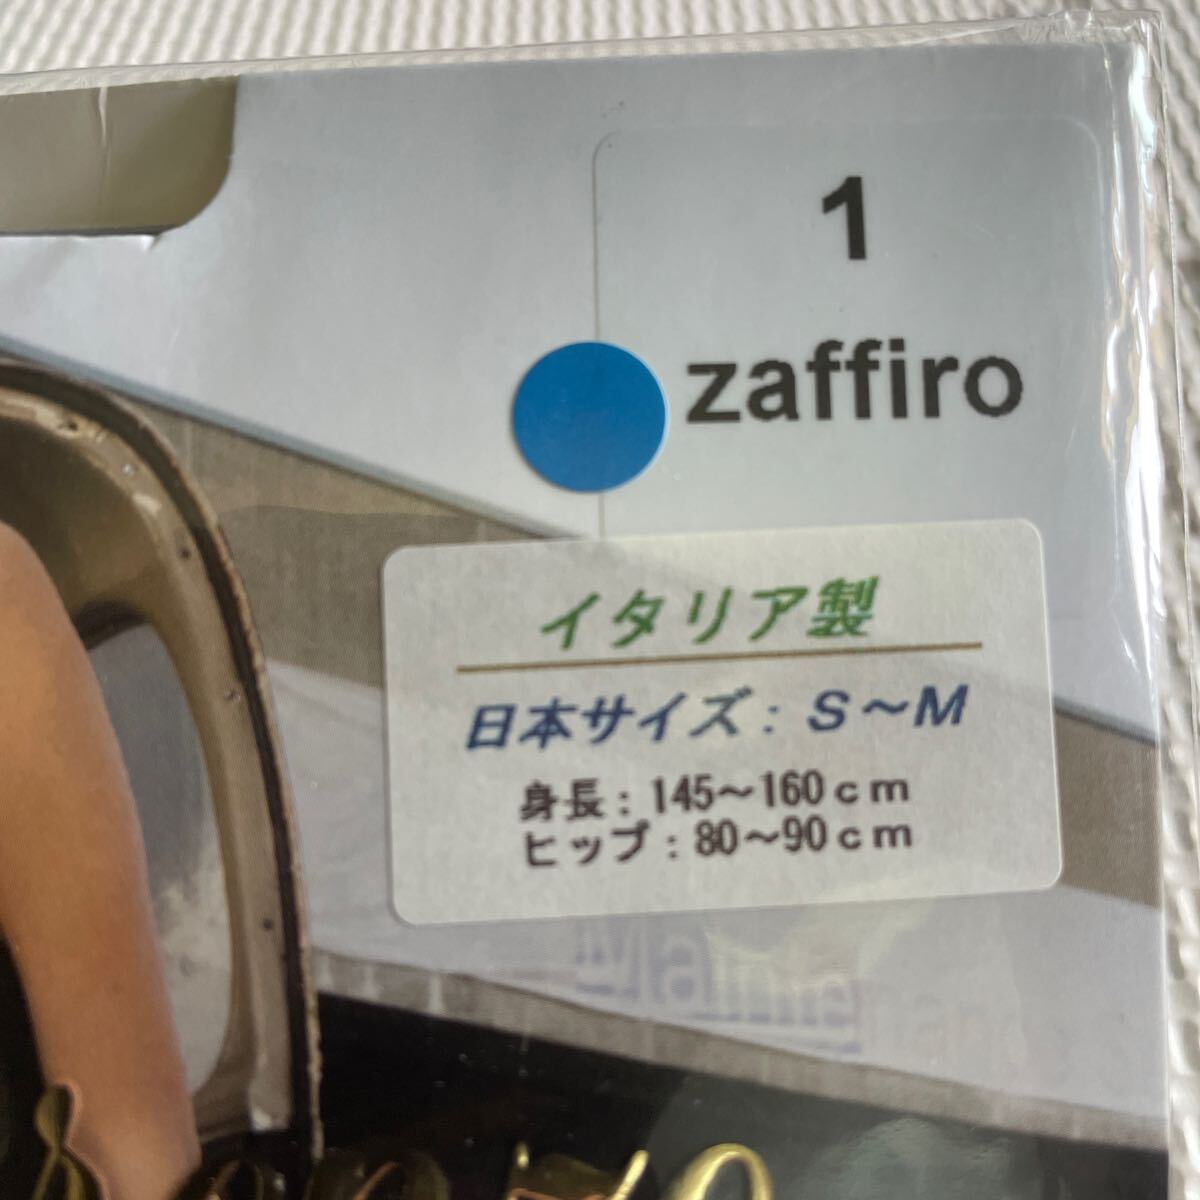 1
zaffiro
イタリア製
日本サイズ：S～M
身長：145～160cm
ヒップ：80～90cm